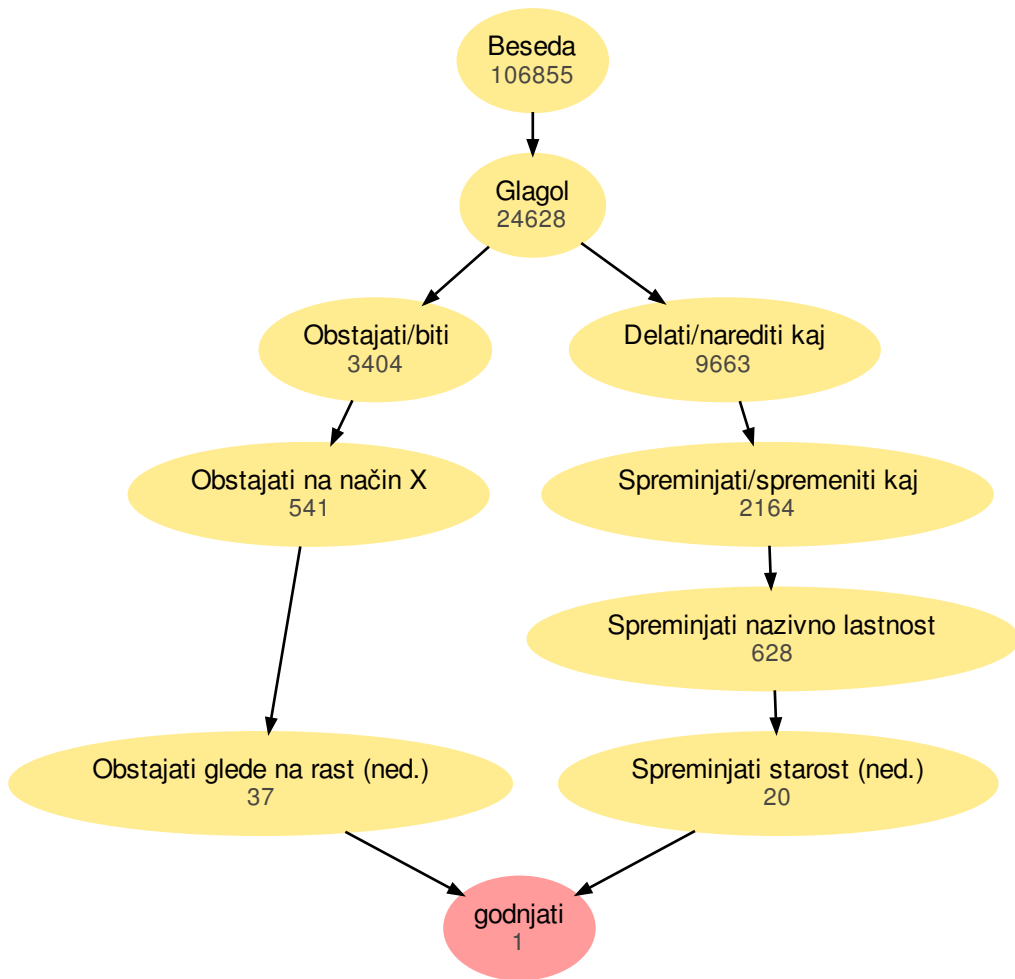 Beseda
106855
Glagol
24628
Obstajati/biti
3404
Delati/narediti kaj
9663
Obstajati na način X
541
Spreminjati/spremeniti kaj
2164
Spreminjati nazivno lastnost
628
Obstajati glede na rast (ned.)
37
Spreminjati starost (ned.)
20
godnjati
1